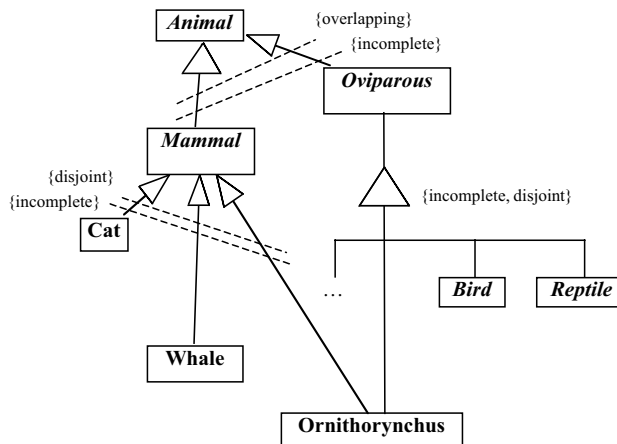 Animal
{overlapping}
{incomplete}
Oviparous
Mammal
{disjoint}
{incomplete}
{incomplete, disjoint}
Cat
...
Bird
Reptile
Whale
Ornithorynchus